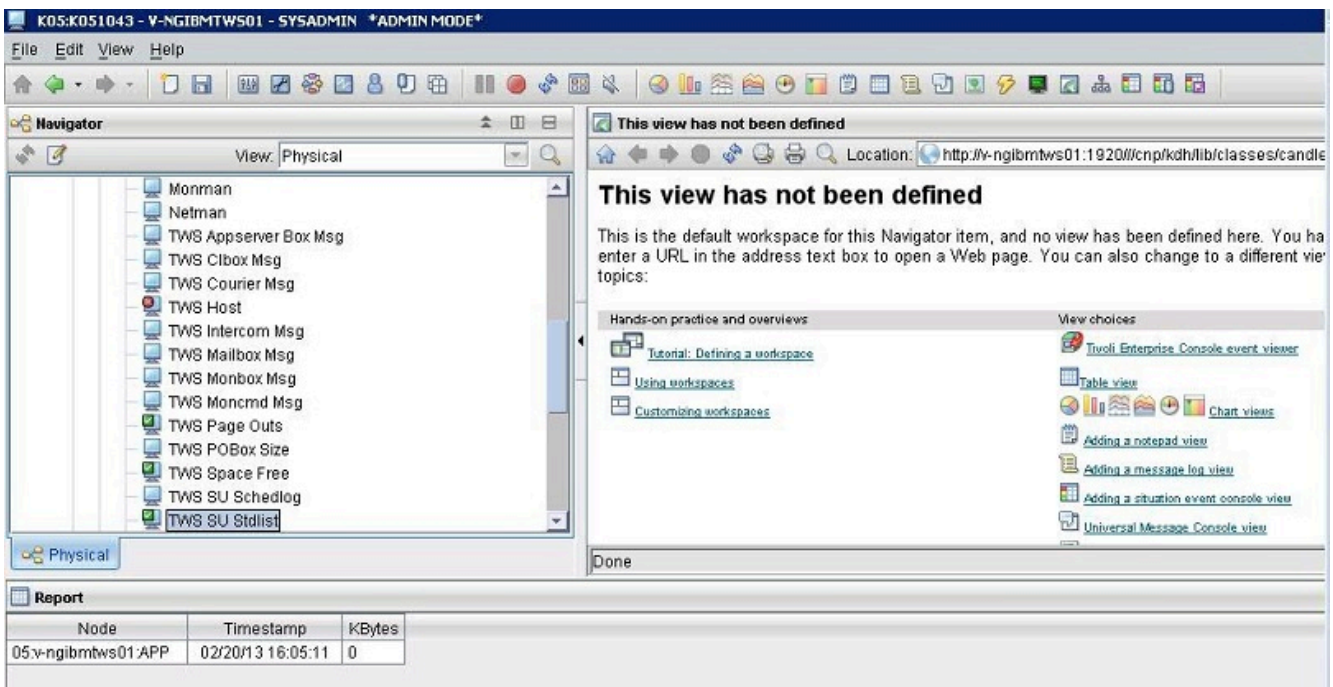 K05:K051043 - V-NGIBMTWS01 - SYSADMIN *ADMIN MODE*
File Edit View Help
Navigator
View: Physical
Monman
Netman
TWS Appserver Box Msg
TWS Clbox Msg
TWS Courier Msg
TWS Host
TWS Intercom Msg
TWS Mailbox Msg
TWS Monbox Msg
TWS Moncmd Msg
TWS Page Outs
TWS POBox Size
TWS Space Free
TWS SU Schedlog
TWS SU Stdlist
Physical
This view has not been defined
Location: http://v-ngibmtws01:1920///cnp/kdh/lib/classes/candle
This view has not been defined
This is the default workspace for this Navigator item, and no view has been defined here. You ha
enter a URL in the address text box to open a Web page. You can also change to a different vie
topics:
Hands-on practice and overviews
Tutorial: Defining a workspace
Using workspaces
Customizing workspaces
View choices
Tivoli Enterprise Console event viewer
Table view
Chart views
Adding a notepad view
Adding a message log view
Adding a situation event console view
Universal Message Console view
Done
Report
Node Timestamp KBytes
05:v-ngibmtws01:APP 02/20/13 16:05:11 0